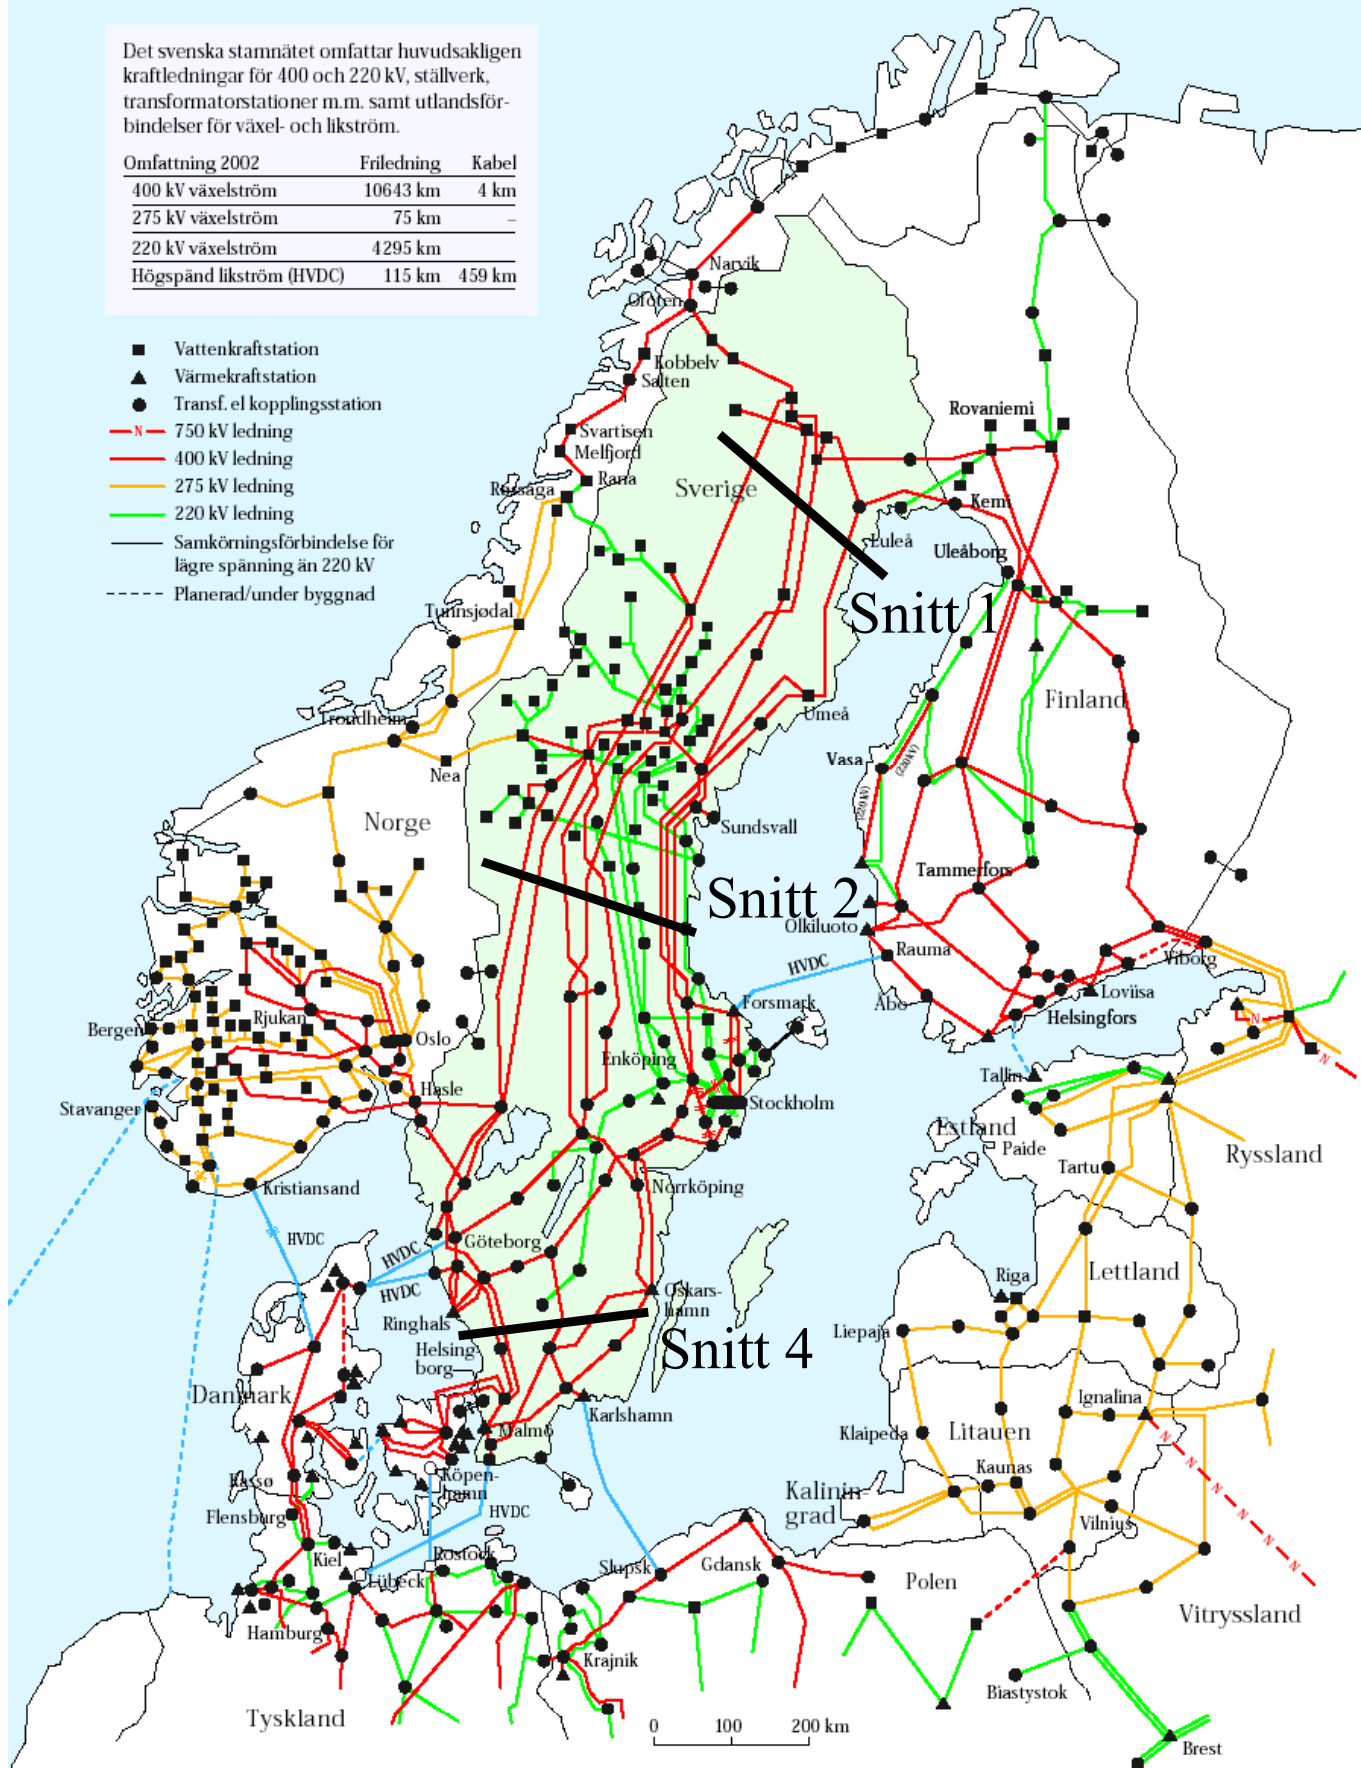 Det svenska stamnätet omfattar huvudsakligen
kraftledningar för 400 och 220 kV, ställverk,
transformatorstationer m.m. samt utlandsför-
bindelser för växel- och likström.
Omfattning 2002 Friledning Kabel
400 kV växelström 10643 km 4 km
275 kV växelström 75 km –
220 kV växelström 4295 km
Högspänd likström (HVDC) 115 km 459 km
Vattenkraftstation
Värmekraftstation
Transf. el kopplingsstation
N 750 kV ledning
400 kV ledning
275 kV ledning
220 kV ledning
Samkörningsförbindelse för
lägre spänning än 220 kV
Planerad/under byggnad
Narvik
Ofoten
Kobbelv
Salten
Svartisen
Melfjord
Rana
Røssåga
Sverige
Rovaniemi
Kemi
Luleå
Uleåborg
Snitt 1
Tunnsjødal
Finland
Trondheim
Umeå
Nea
Vasa
(220kV)
(220kV)
Norge
Sundsvall
Tammerfors
Snitt 2
Olkiluoto
Rauma
HVDC
Viborg
Forsmark
Åbo
Loviisa
Helsingfors
Bergen
Rjukan
Oslo
Enköping
N
N
Hasle
Tallin
Stavanger
Stockholm
Estland
Paide
Ryssland
Tartu
Kristiansand
Norrköping
HVDC
HVDC
Göteborg
HVDC
Riga
Lettland
Oskars-
hamn
Ringhals
Liepaja
Helsing-
borg
Snitt 4
Danmark
Ignalina
Karlshamn
Malmö
Klaipeda
Litauen
Kassø
Köpen-
hamn
Kaunas
Kalinin-
grad
Flensburg
HVDC
Vilnius
N
N
N
N
N
Kiel
Rostock
Slupsk
Gdansk
Lübeck
Polen
Vitryssland
Hamburg
Krajnik
Biastystok
Tyskland
0 100 200 km
Brest